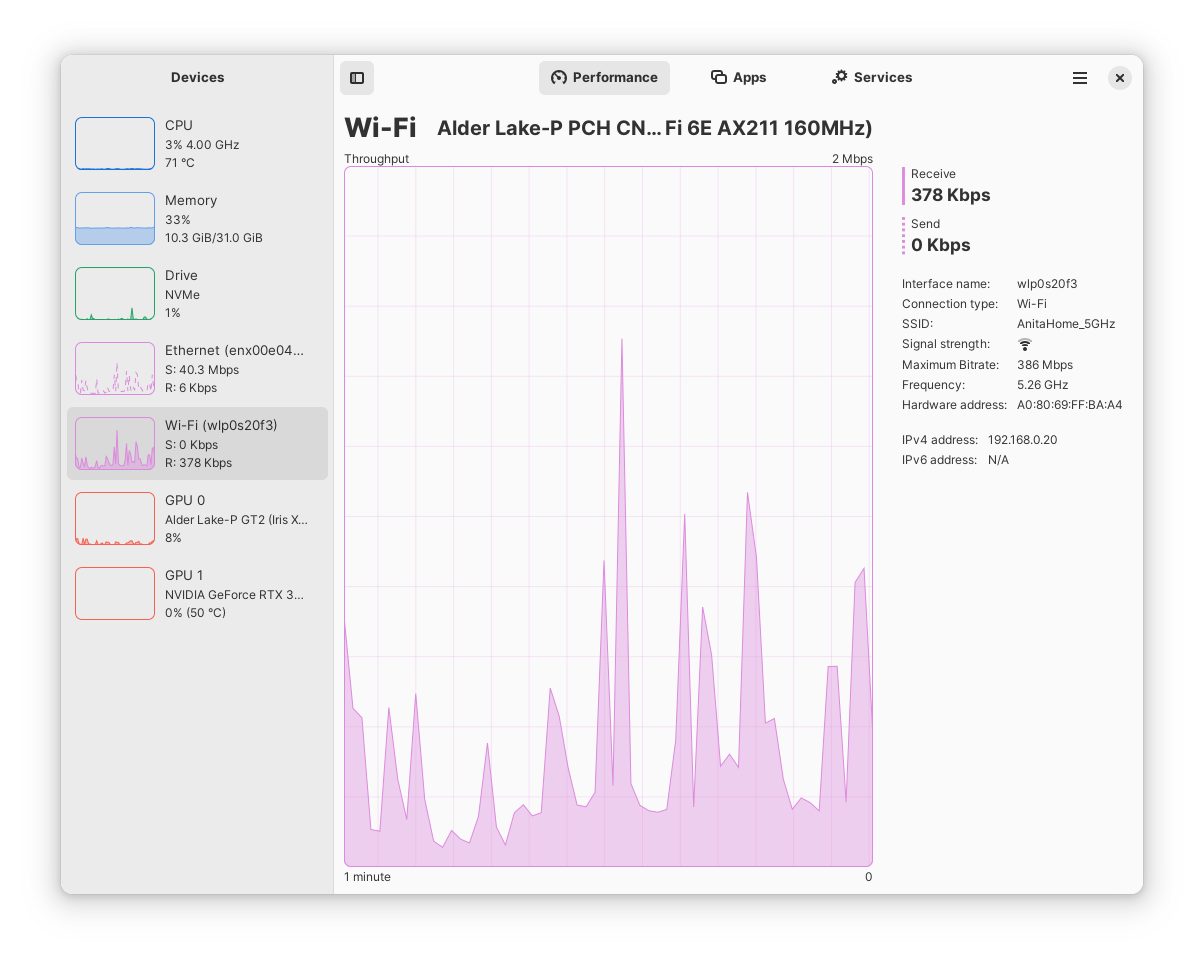 Devices
Performance
Apps
Services
CPU
3% 4.00 GHz
71 °C
Memory
33%
10.3 GiB/31.0 GiB
Drive
NVMe
1%
Ethernet (enx00e04...
S: 40.3 Mbps
R: 6 Kbps
Wi-Fi (wlp0s20f3)
S: 0 Kbps
R: 378 Kbps
GPU 0
Alder Lake-P GT2 (Iris X...
8%
GPU 1
NVIDIA GeForce RTX 3...
0% (50 °C)
Wi-Fi Alder Lake-P PCH CN... Fi 6E AX211 160MHz)
Throughput 2 Mbps
1 minute 0
Receive
378 Kbps
Send
0 Kbps
Interface name: wlp0s20f3
Connection type: Wi-Fi
SSID: AnitaHome_5GHz
Signal strength:
Maximum Bitrate: 386 Mbps
Frequency: 5.26 GHz
Hardware address: A0:80:69:FF:BA:A4
IPv4 address: 192.168.0.20
IPv6 address: N/A